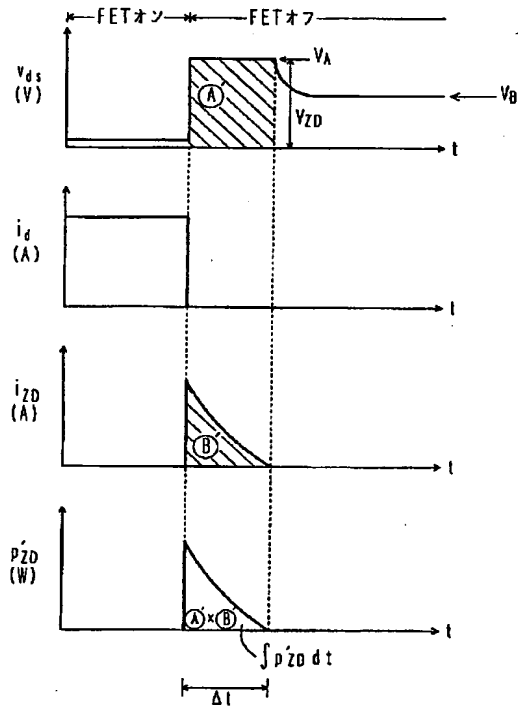 FETオン
FETオフ
vds
(V)
A'
VA
VZD
VB
t
id
(A)
t
iZD
(A)
B'
t
p'ZD
(W)
A'×B'
t
∫p'ZD dt
Δt